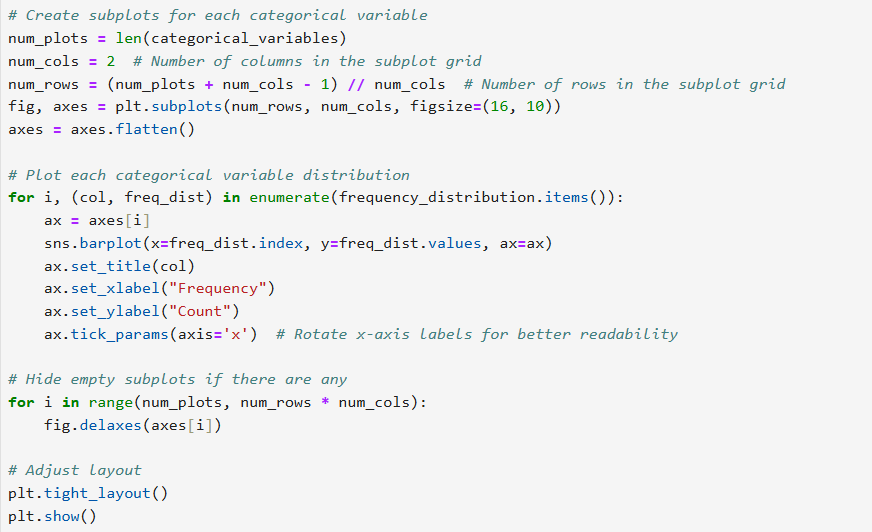 # Create subplots for each categorical variable
num_plots = len(categorical_variables)
num_cols = 2  # Number of columns in the subplot grid
num_rows = (num_plots + num_cols - 1) // num_cols  # Number of rows in the subplot grid
fig, axes = plt.subplots(num_rows, num_cols, figsize=(16, 10))
axes = axes.flatten()

# Plot each categorical variable distribution
for i, (col, freq_dist) in enumerate(frequency_distribution.items()):
    ax = axes[i]
    sns.barplot(x=freq_dist.index, y=freq_dist.values, ax=ax)
    ax.set_title(col)
    ax.set_xlabel("Frequency")
    ax.set_ylabel("Count")
    ax.tick_params(axis='x')  # Rotate x-axis labels for better readability

# Hide empty subplots if there are any
for i in range(num_plots, num_rows * num_cols):
    fig.delaxes(axes[i])

# Adjust layout
plt.tight_layout()
plt.show()